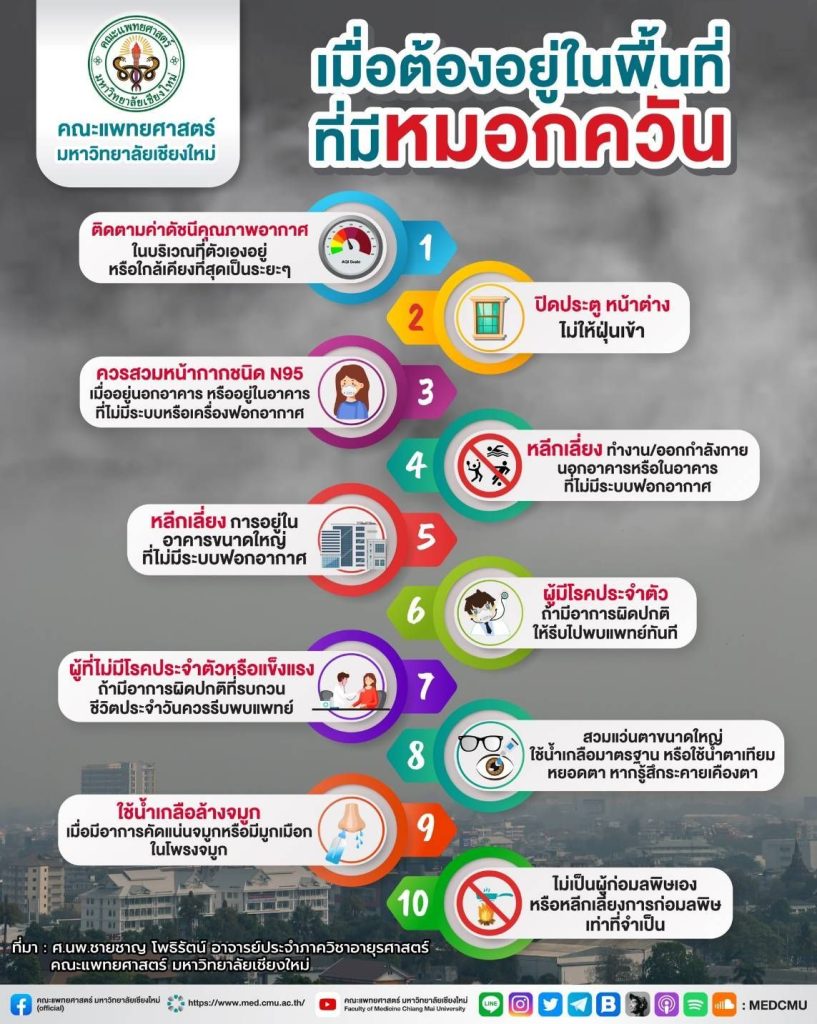 คณะแพทยศาสตร์
มหาวิทยาลัยเชียงใหม่
คณะแพทยศาสตร์
มหาวิทยาลัยเชียงใหม่
เมื่อต้องอยู่ในพื้นที่
ที่มีหมอกควัน
ติดตามค่าดัชนีคุณภาพอากาศ
ในบริเวณที่ตัวเองอยู่
หรือใกล้เคียงที่สุดเป็นระยะๆ
AQI Scale
1
2
ปิดประตู หน้าต่าง
ไม่ให้ฝุ่นเข้า
ควรสวมหน้ากากชนิด N95
เมื่ออยู่นอกอาคาร หรืออยู่ในอาคาร
ที่ไม่มีระบบหรือเครื่องฟอกอากาศ
3
4
หลีกเลี่ยง ทำงาน/ออกกำลังกาย
นอกอาคารหรือในอาคาร
ที่ไม่มีระบบฟอกอากาศ
หลีกเลี่ยง การอยู่ใน
อาคารขนาดใหญ่
ที่ไม่มีระบบฟอกอากาศ
5
6
ผู้มีโรคประจำตัว
ถ้ามีอาการผิดปกติ
ให้รีบไปพบแพทย์ทันที
ผู้ที่ไม่มีโรคประจำตัวหรือแข็งแรง
ถ้ามีอาการผิดปกติที่รบกวน
ชีวิตประจำวันควรรีบพบแพทย์
7
8
สวมแว่นตาขนาดใหญ่
ใช้น้ำเกลือมาตรฐาน หรือใช้น้ำตาเทียม
หยอดตา หากรู้สึกระคายเคืองตา
ใช้น้ำเกลือล้างจมูก
เมื่อมีอาการคัดแน่นจมูกหรือมีมูกเมือก
ในโพรงจมูก
9
10
ไม่เป็นผู้ก่อมลพิษเอง
หรือหลีกเลี่ยงการก่อมลพิษ
เท่าที่จำเป็น
ที่มา : ศ.นพ.ชายชาญ โพธิรัตน์ อาจารย์ประจำภาควิชาอายุรศาสตร์
คณะแพทยศาสตร์ มหาวิทยาลัยเชียงใหม่
คณะแพทยศาสตร์ มหาวิทยาลัยเชียงใหม่
(official)
https://www.med.cmu.ac.th/
คณะแพทยศาสตร์ มหาวิทยาลัยเชียงใหม่
Faculty of Medicine Chiang Mai University
LINE
B
: MEDCMU